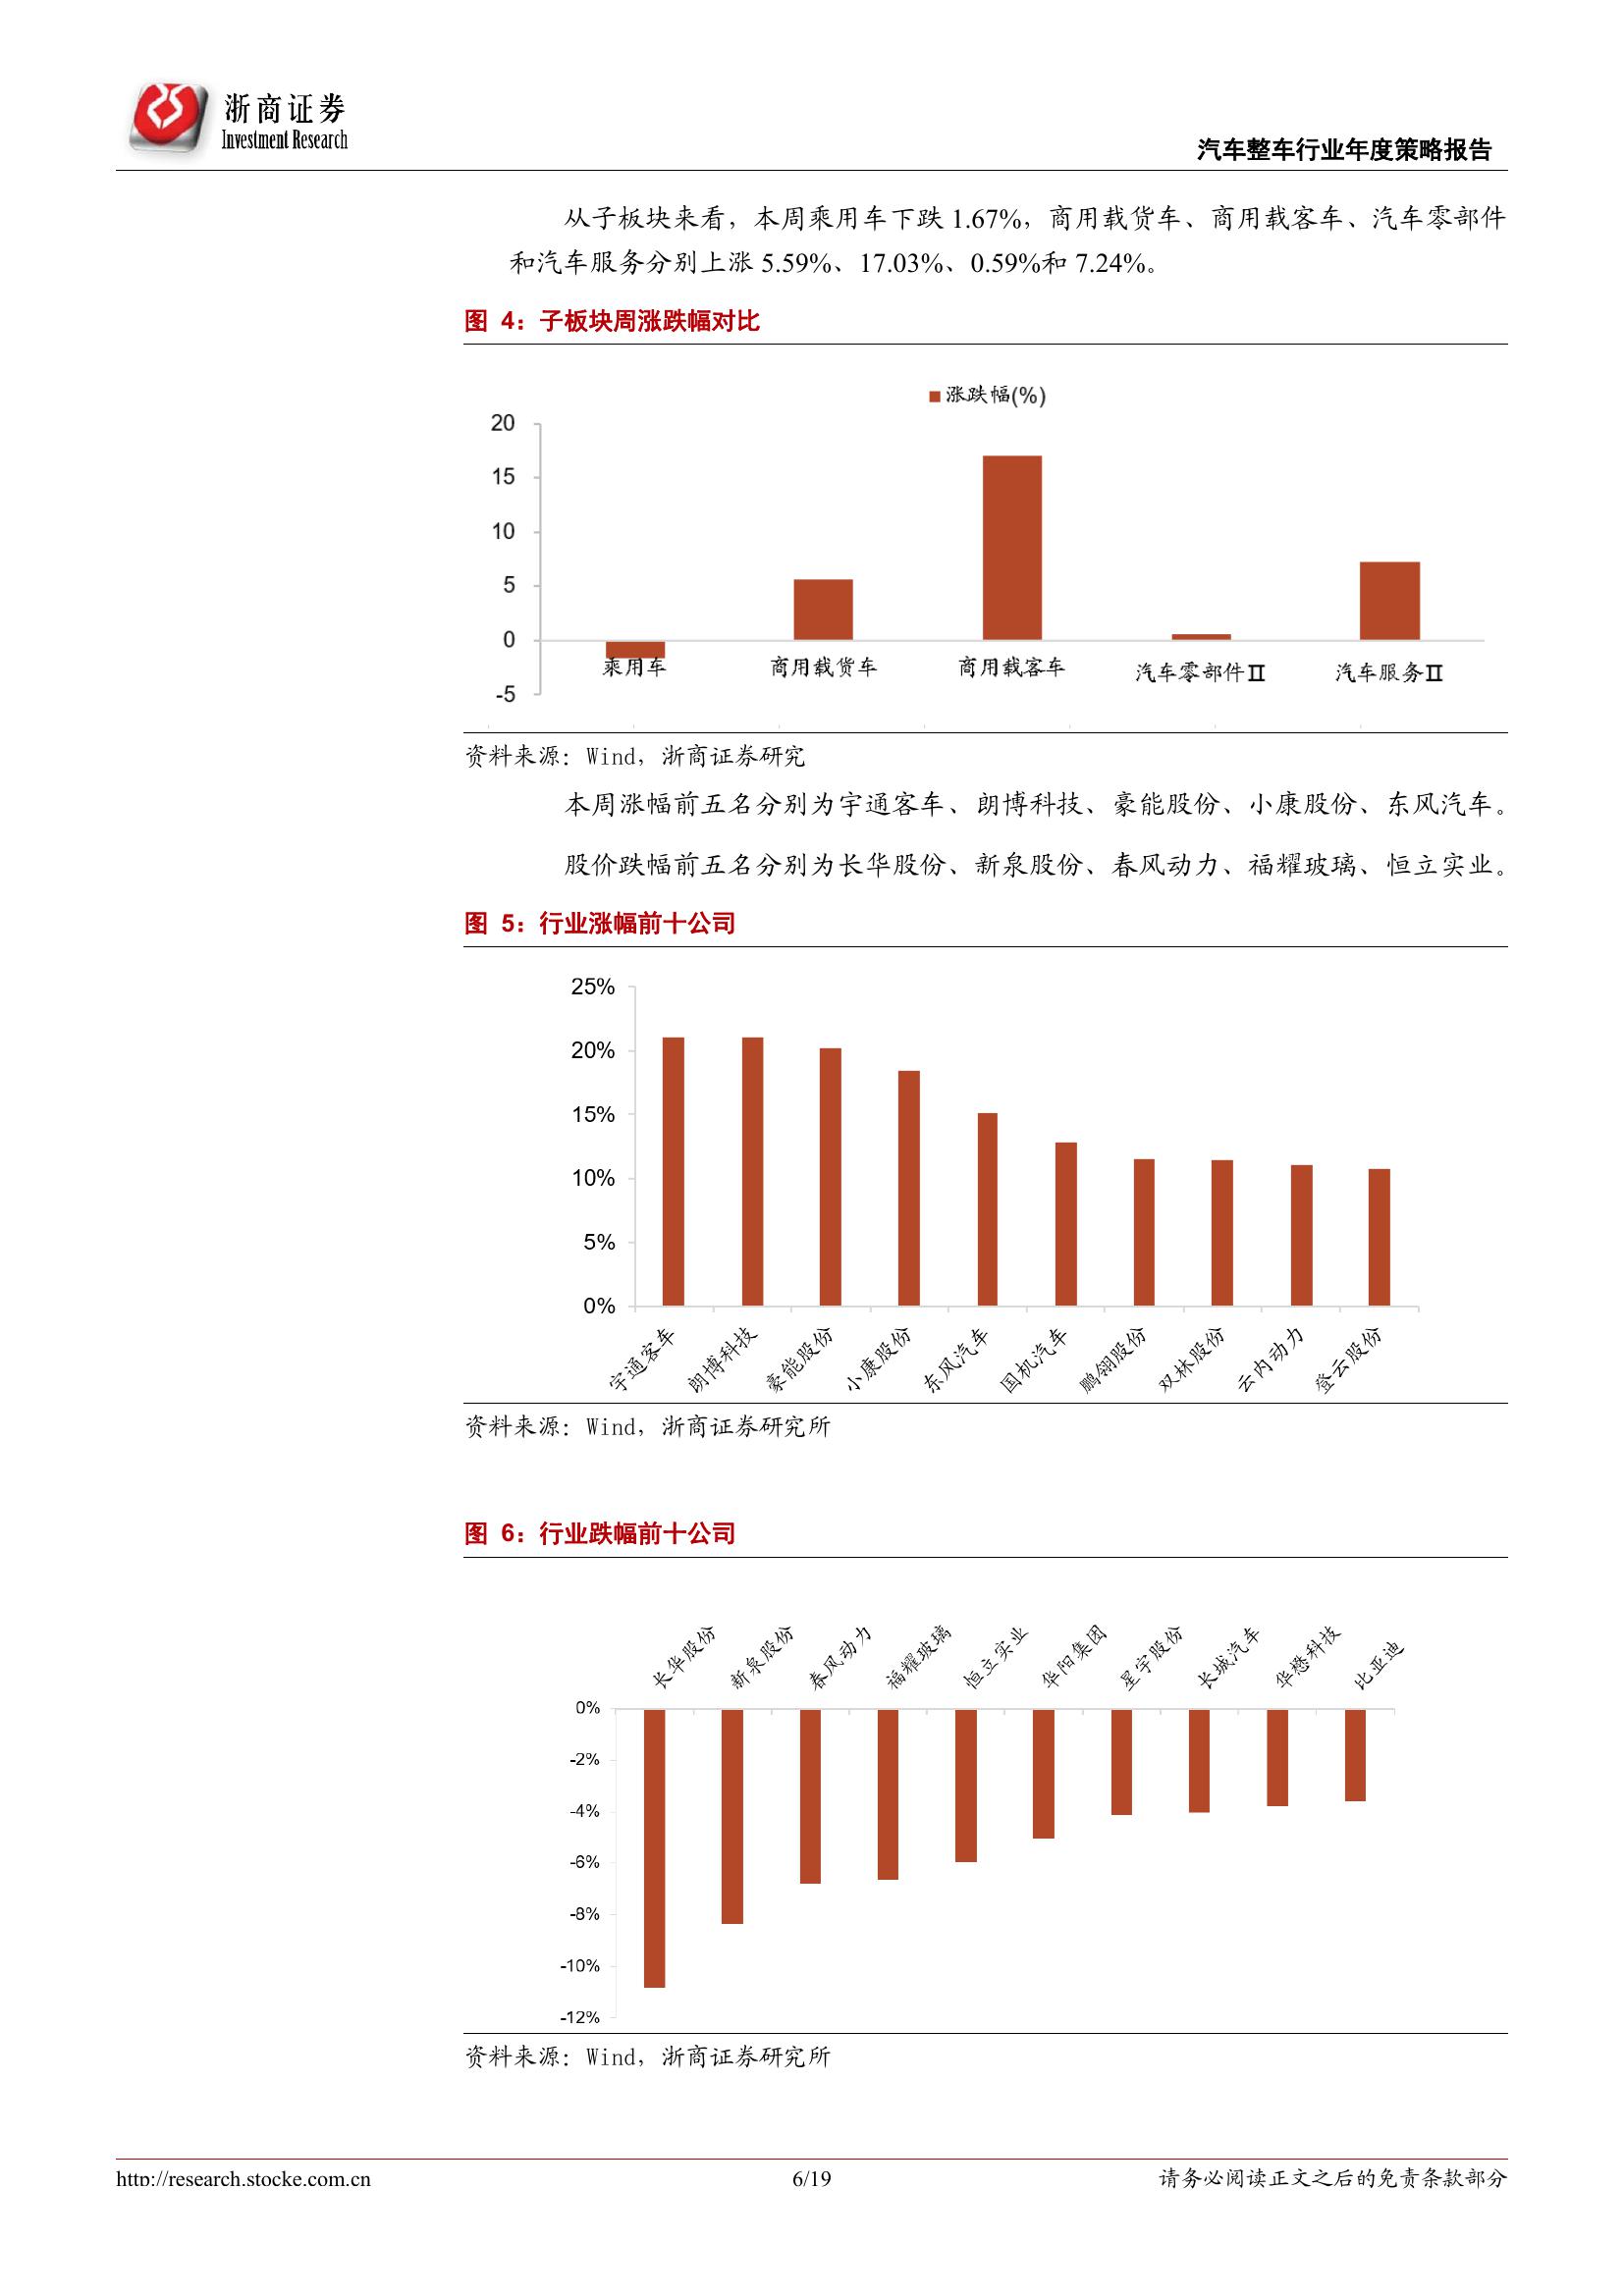 浙商证券
Investment Research
汽车整车行业年度策略报告
从子板块来看，本周乘用车下跌 1.67%，商用载货车、商用载客车、汽车零部件
和汽车服务分别上涨 5.59%、17.03%、0.59%和 7.24%。
图 4：子板块周涨跌幅对比
涨跌幅(%)
20
15
10
5
0
-5
乘用车 商用载货车 商用载客车 汽车零部件Ⅱ 汽车服务Ⅱ
资料来源：Wind，浙商证券研究
本周涨幅前五名分别为宇通客车、朗博科技、豪能股份、小康股份、东风汽车。
股价跌幅前五名分别为长华股份、新泉股份、春风动力、福耀玻璃、恒立实业。
图 5：行业涨幅前十公司
25%
20%
15%
10%
5%
0%
宇通客车 朗博科技 豪能股份 小康股份 东风汽车 国机汽车 鹏翎股份 双林股份 云内动力 登云股份
资料来源：Wind，浙商证券研究所
图 6：行业跌幅前十公司
长华股份 新泉股份 春风动力 福耀玻璃 恒立实业 华阳集团 星宇股份 长城汽车 华懋科技 比亚迪
0%
-2%
-4%
-6%
-8%
-10%
-12%
资料来源：Wind，浙商证券研究所
http://research.stocke.com.cn 6/19 请务必阅读正文之后的免责条款部分